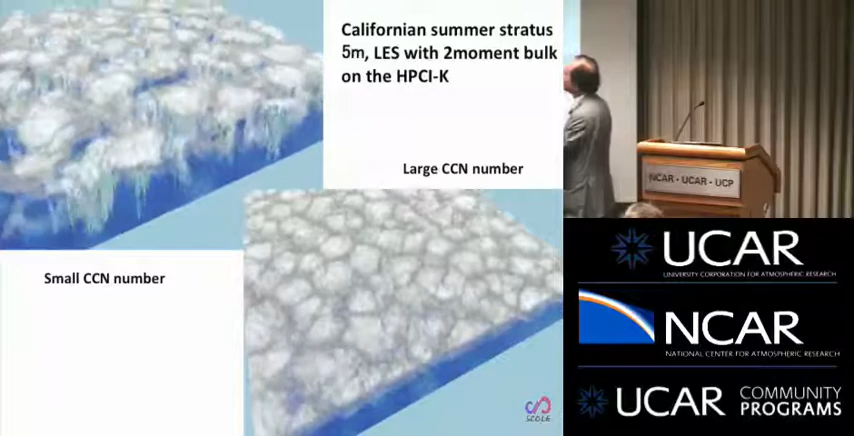 Californian summer stratus
5m, LES with 2moment bulk
on the HPCI-K
Large CCN number
Small CCN number
SCALE
NCAR - UCAR - UCP
UCAR
UNIVERSITY CORPORATION FOR ATMOSPHERIC RESEARCH
NCAR
NATIONAL CENTER FOR ATMOSPHERIC RESEARCH
UCAR COMMUNITY
PROGRAMS